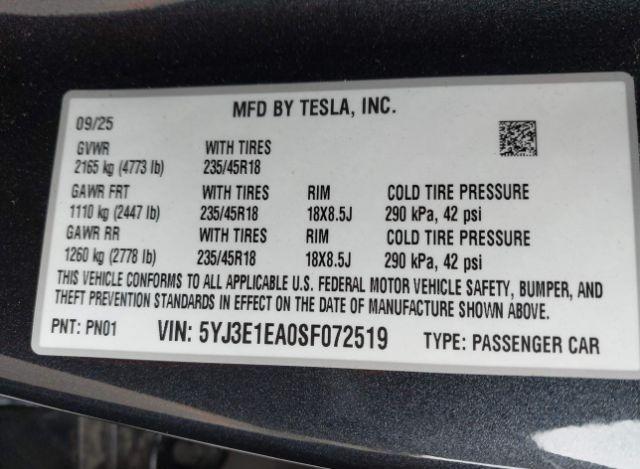 MFD BY TESLA, INC.
09/25
GVWR WITH TIRES
2165 kg (4773 lb) 235/45R18
GAWR FRT WITH TIRES RIM COLD TIRE PRESSURE
1110 kg (2447 lb) 235/45R18 18X8.5J 290 kPa, 42 psi
GAWR RR WITH TIRES RIM COLD TIRE PRESSURE
1260 kg (2778 lb) 235/45R18 18X8.5J 290 kPa, 42 psi
THIS VEHICLE CONFORMS TO ALL APPLICABLE U.S. FEDERAL MOTOR VEHICLE SAFETY, BUMPER, AND
THEFT PREVENTION STANDARDS IN EFFECT ON THE DATE OF MANUFACTURE SHOWN ABOVE.
PNT: PN01 VIN: 5YJ3E1EA0SF072519 TYPE: PASSENGER CAR